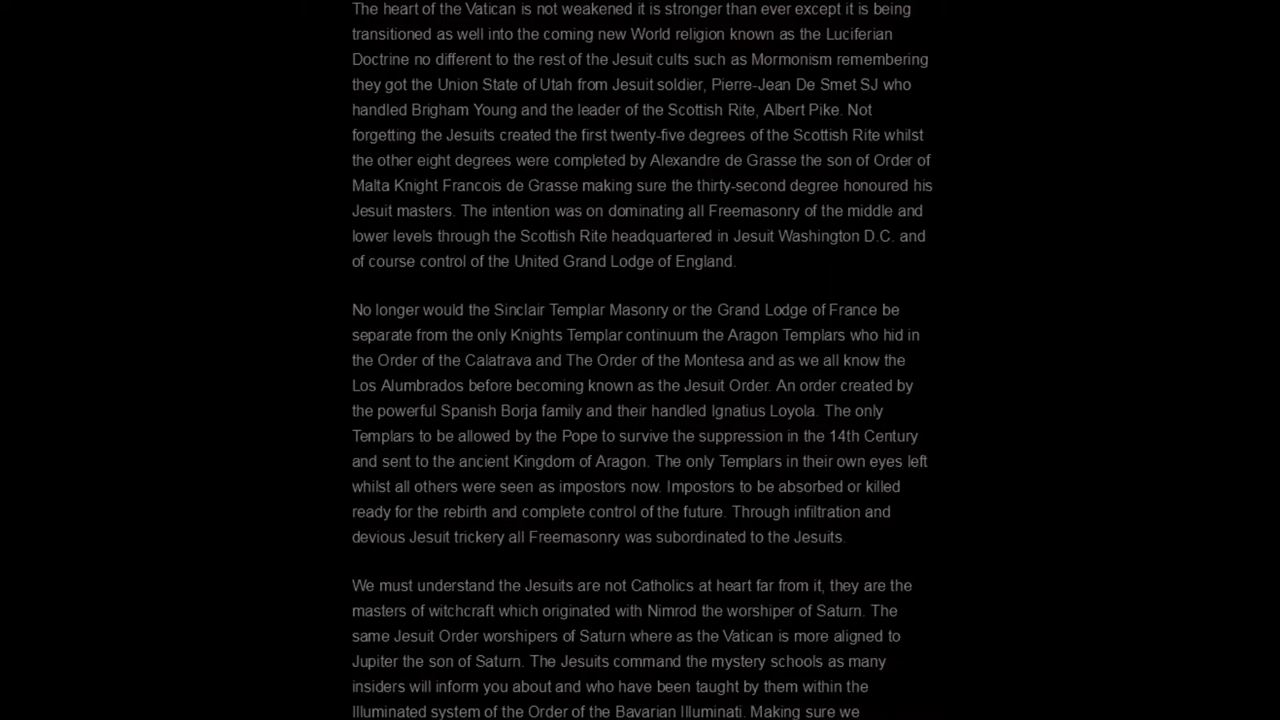 The heart of the Vatican is not weakened it is stronger than ever except it is being
transitioned as well into the coming new World religion known as the Luciferian
Doctrine no different to the rest of the Jesuit cults such as Mormonism remembering
they got the Union State of Utah from Jesuit soldier, Pierre-Jean De Smet SJ who
handled Brigham Young and the leader of the Scottish Rite, Albert Pike. Not
forgetting the Jesuits created the first twenty-five degrees of the Scottish Rite whilst
the other eight degrees were completed by Alexandre de Grasse the son of Order of
Malta Knight Francois de Grasse making sure the thirty-second degree honoured his
Jesuit masters. The intention was on dominating all Freemasonry of the middle and
lower levels through the Scottish Rite headquartered in Jesuit Washington D.C. and
of course control of the United Grand Lodge of England.
No longer would the Sinclair Templar Masonry or the Grand Lodge of France be
separate from the only Knights Templar continuum the Aragon Templars who hid in
the Order of the Calatrava and The Order of the Montesa and as we all know the
Los Alumbrados before becoming known as the Jesuit Order. An order created by
the powerful Spanish Borja family and their handled Ignatius Loyola. The only
Templars to be allowed by the Pope to survive the suppression in the 14th Century
and sent to the ancient Kingdom of Aragon. The only Templars in their own eyes left
whilst all others were seen as impostors now. Impostors to be absorbed or killed
ready for the rebirth and complete control of the future. Through infiltration and
devious Jesuit trickery all Freemasonry was subordinated to the Jesuits.
We must understand the Jesuits are not Catholics at heart far from it, they are the
masters of witchcraft which originated with Nimrod the worshiper of Saturn. The
same Jesuit Order worshipers of Saturn where as the Vatican is more aligned to
Jupiter the son of Saturn. The Jesuits command the mystery schools as many
insiders will inform you about and who have been taught by them within the
Illuminated system of the Order of the Bavarian Illuminati. Making sure we